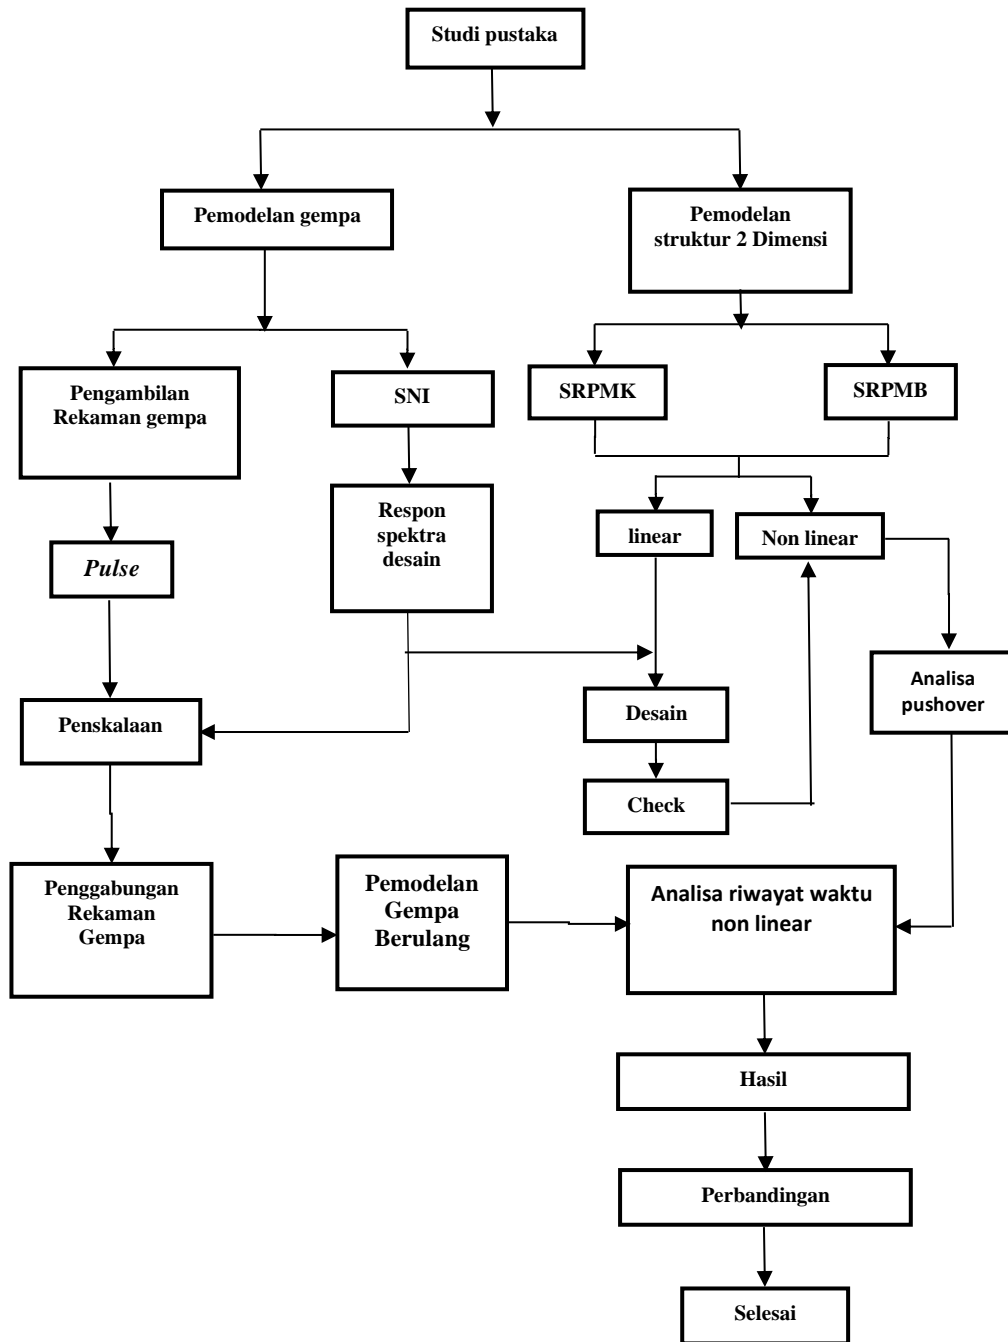 Studi pustaka
Pemodelan gempa
Pemodelan
struktur 2 Dimensi
Pengambilan
Rekaman gempa
SNI
SRPMK
SRPMB
Respon
spektra
desain
linear
Non linear
Pulse
Analisa
pushover
Penskalaan
Desain
Check
Penggabungan
Rekaman
Gempa
Pemodelan
Gempa
Berulang
Analisa riwayat waktu
non linear
Hasil
Perbandingan
Selesai